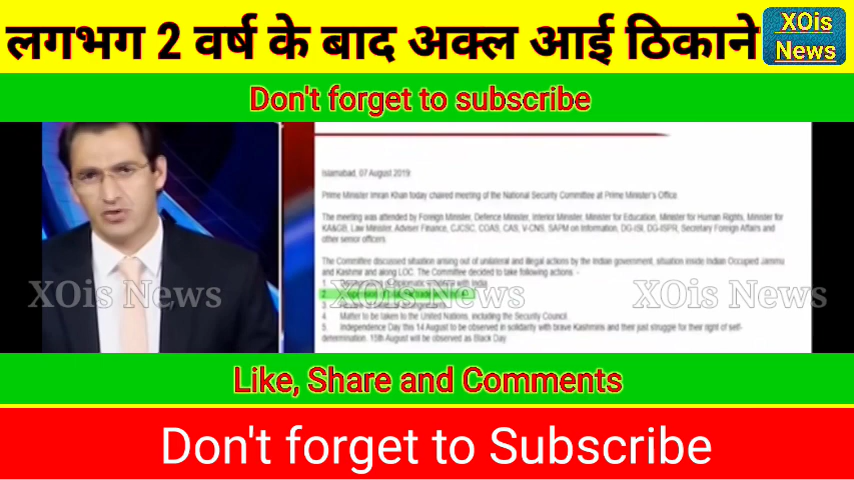 लगभग 2 वर्ष के बाद अक्ल आई ठिकाने
XOis
News
Don't forget to subscribe
Islamabad, 07 August 2019:
Prime Minister Imran Khan today chaired meeting of the National Security Committee at Prime Minister's Office.
The meeting was attended by Foreign Minister, Defence Minister, Interior Minister, Minister for Education, Minister for Human Rights, Minister for
KA&GB, Law Minister, Adviser Finance, CJCSC, COAS, CAS, V-CNS, SAPM on Information, DG-ISI, DG-ISPR, Secretary Foreign Affairs and
other senior officers.
The Committee discussed situation arising out of unilateral and illegal actions by the Indian government, situation inside Indian Occupied Jammu
and Kashmir and along LOC. The Committee decided to take following actions :-
1. with India
2.
4. Matter to be taken to the United Nations, including the Security Council.
5. Independence Day this 14 August to be observed in solidarity with brave Kashmiris and their just struggle for their right of self-
determination. 15th August will be observed as Black Day
XOis News XOis News XOis News
Like, Share and Comments
Don't forget to Subscribe